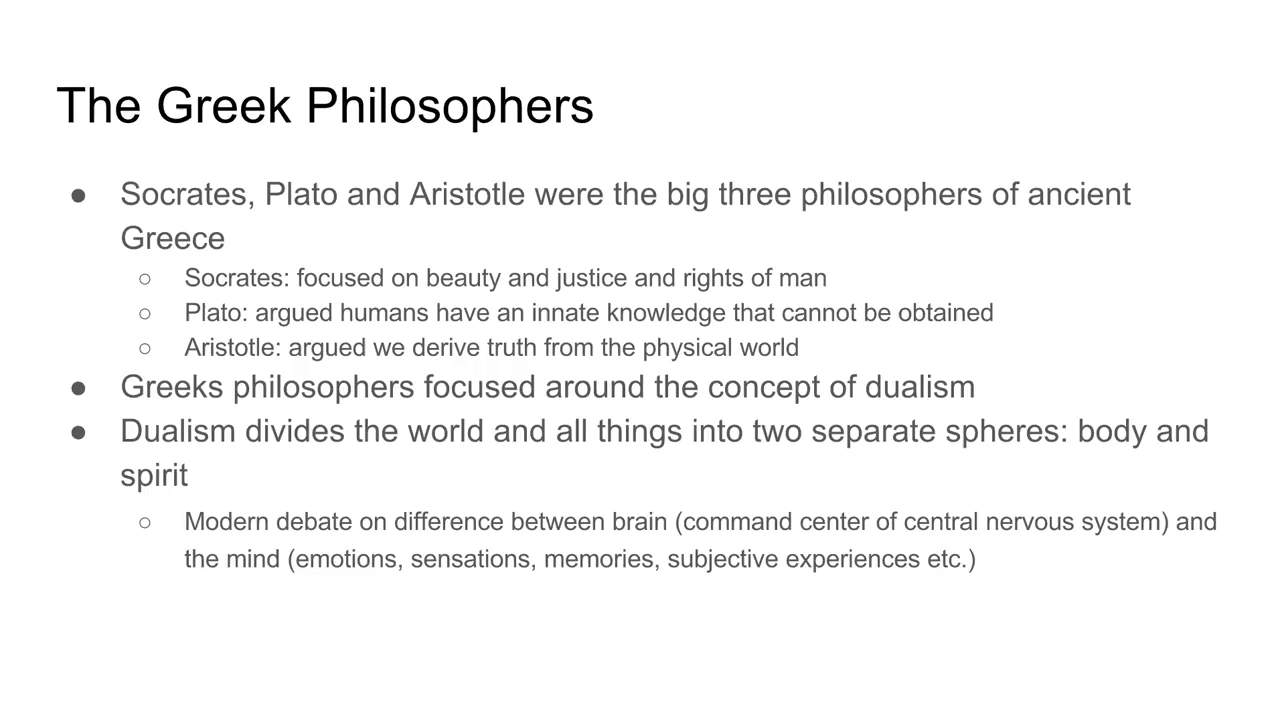 The Greek Philosophers
● Socrates, Plato and Aristotle were the big three philosophers of ancient
Greece
○ Socrates: focused on beauty and justice and rights of man
○ Plato: argued humans have an innate knowledge that cannot be obtained
○ Aristotle: argued we derive truth from the physical world
● Greeks philosophers focused around the concept of dualism
● Dualism divides the world and all things into two separate spheres: body and
spirit
○ Modern debate on difference between brain (command center of central nervous system) and
the mind (emotions, sensations, memories, subjective experiences etc.)